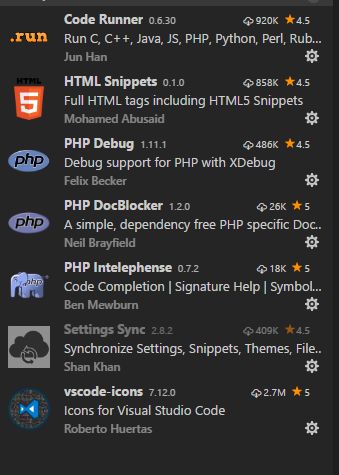 Code Runner 0.6.30 920K 4.5
.run
Run C, C++, Java, JS, PHP, Python, Perl, Rub...
Jun Han
HTML Snippets 0.1.0 858K 4.5
HTML
5
Full HTML tags including HTML5 Snippets
Mohamed Abusaid
PHP Debug 1.11.1 486K 4.5
php
Debug support for PHP with XDebug
Felix Becker
PHP DocBlocker 1.2.0 26K 5
php
A simple, dependency free PHP specific Doc...
Neil Brayfield
PHP Intelephense 0.7.2 18K 5
php
Code Completion | Signature Help | Symbol...
Ben Mewburn
Settings Sync 2.8.2 409K 4.5
Synchronize Settings, Snippets, Themes, File...
Shan Khan
vscode-icons 7.12.0 2.7M 5
Icons for Visual Studio Code
Roberto Huertas